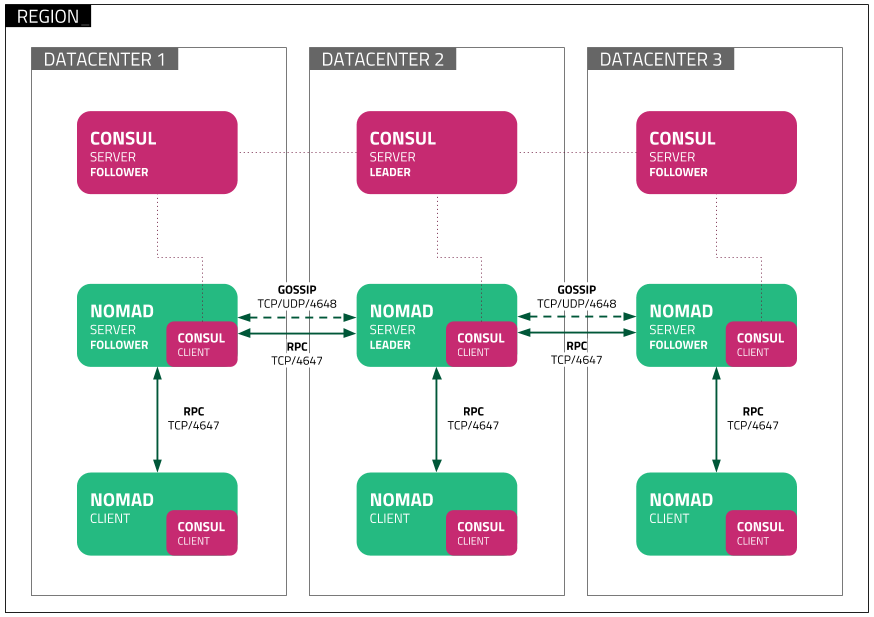 REGION_
DATACENTER 1
DATACENTER 2
DATACENTER 3
CONSUL
SERVER
FOLLOWER
CONSUL
SERVER
LEADER
CONSUL
SERVER
FOLLOWER
NOMAD
SERVER
FOLLOWER
CONSUL
CLIENT
GOSSIP
TCP/UDP/4648
RPC
TCP/4647
NOMAD
SERVER
LEADER
CONSUL
CLIENT
GOSSIP
TCP/UDP/4648
RPC
TCP/4647
NOMAD
SERVER
FOLLOWER
CONSUL
CLIENT
RPC
TCP/4647
RPC
TCP/4647
RPC
TCP/4647
NOMAD
CLIENT
CONSUL
CLIENT
NOMAD
CLIENT
CONSUL
CLIENT
NOMAD
CLIENT
CONSUL
CLIENT